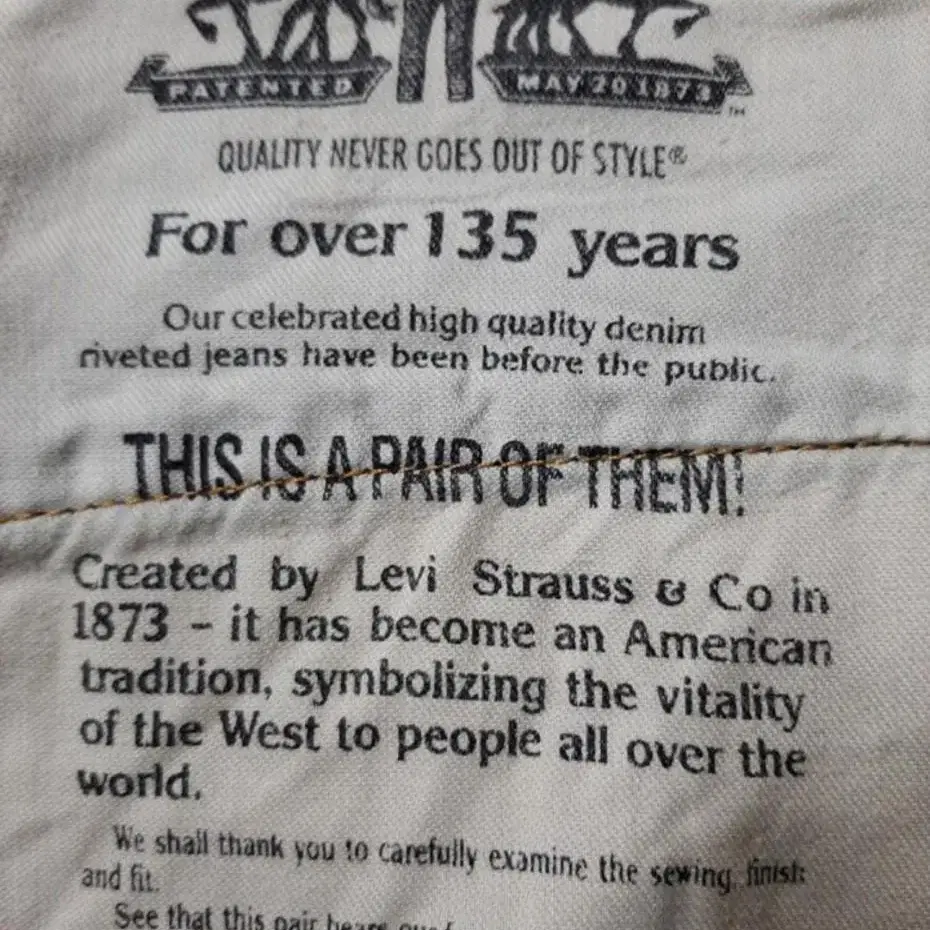 PATENTED MAY 20 1873 ™
QUALITY NEVER GOES OUT OF STYLE®
For over 135 years
Our celebrated high quality denim
riveted jeans have been before the public.
THIS IS A PAIR OF THEM!
Created by Levi Strauss & Co in
1873 – it has become an American
tradition, symbolizing the vitality
of the West to people all over the
world.
We shall thank you to carefully examine the sewing, finish
and fit.
See that this pair bears